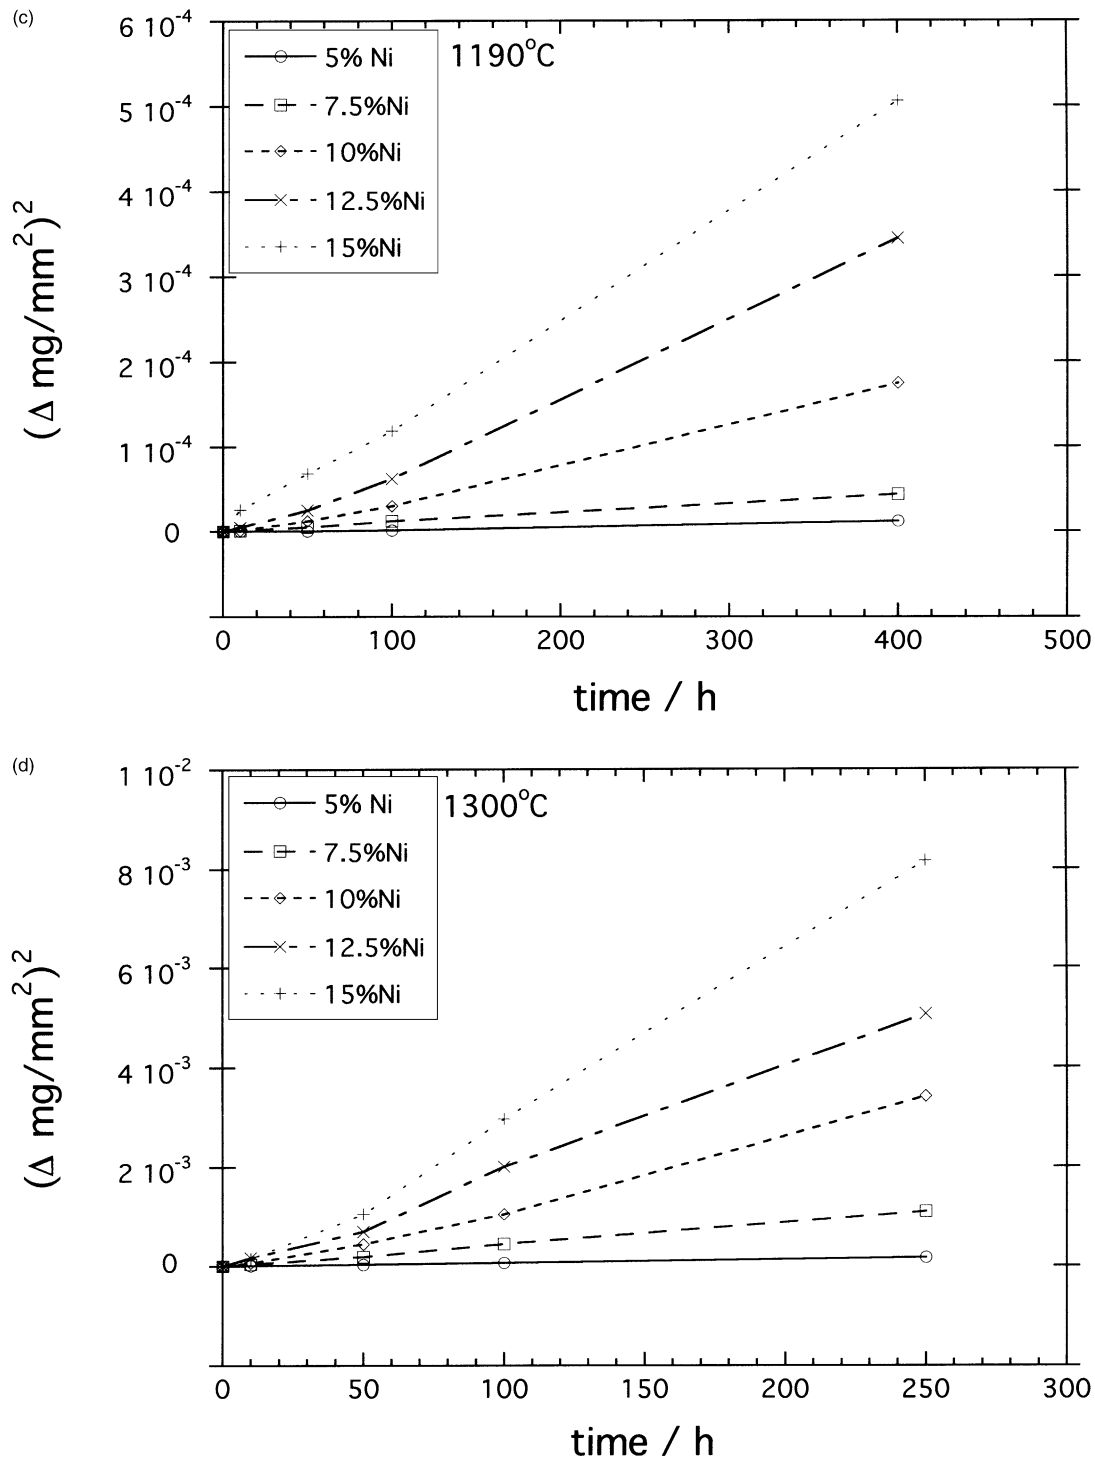 (c)
6 10⁻⁴
5 10⁻⁴
4 10⁻⁴
3 10⁻⁴
2 10⁻⁴
1 10⁻⁴
0
(Δ mg/mm²)²
5% Ni
7.5%Ni
10%Ni
12.5%Ni
15%Ni
1190°C
0 100 200 300 400 500
time / h
(d)
1 10⁻²
8 10⁻³
6 10⁻³
4 10⁻³
2 10⁻³
0
(Δ mg/mm²)²
5% Ni
7.5%Ni
10%Ni
12.5%Ni
15%Ni
1300°C
0 50 100 150 200 250 300
time / h